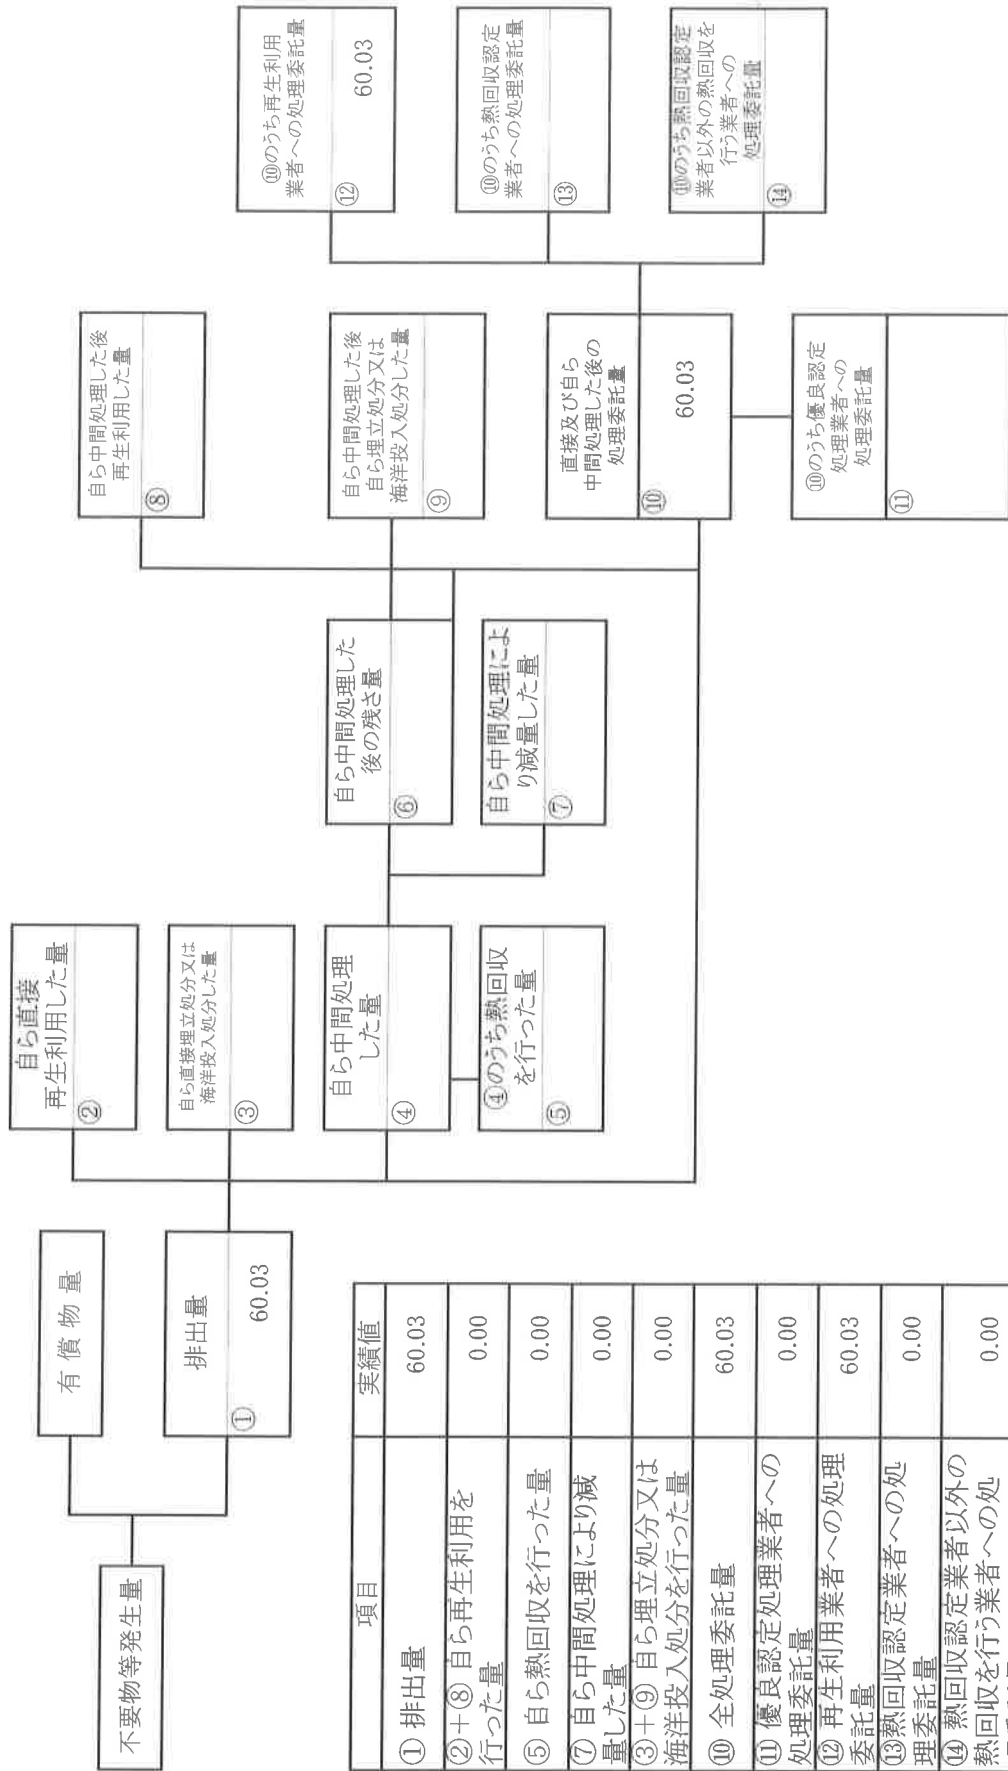 不要物等発生量
有償物量
排出量
①
60.03
自ら直接
再生利用した量
②
自ら直接埋立処分又は
海洋投入処分した量
③
自ら中間処理
した量
④
④のうち熱回収
を行った量
⑤
自ら中間処理した
後の残さ量
⑥
自ら中間処理によ
り減量した量
⑦
自ら中間処理した後
再生利用した量
⑧
自ら中間処理した後
自ら埋立処分又は
海洋投入処分した量
⑨
直接及び自ら
中間処理した後の
処理委託量
⑩
60.03
⑩のうち優良認定
処理業者への
処理委託量
⑪
⑩のうち再生利用
業者への処理委託量
⑫
60.03
⑩のうち熱回収認定
業者への処理委託量
⑬
⑩のうち熱回収認定
業者以外の熱回収を
行う業者への
処理委託量
⑭
項目 実績値
① 排出量 60.03
②+⑧ 自ら再生利用を
行った量 0.00
⑤ 自ら熱回収を行った量 0.00
⑦ 自ら中間処理により減
量した量 0.00
③+⑨ 自ら埋立処分又は
海洋投入処分を行った量 0.00
⑩ 全処理委託量 60.03
⑪ 優良認定処理業者への
処理委託量 0.00
⑫ 再生利用業者への処理
委託量 60.03
⑬熱回収認定業者への処
理委託量 0.00
⑭ 熱回収認定業者以外の
熱回収を行う業者への処 0.00